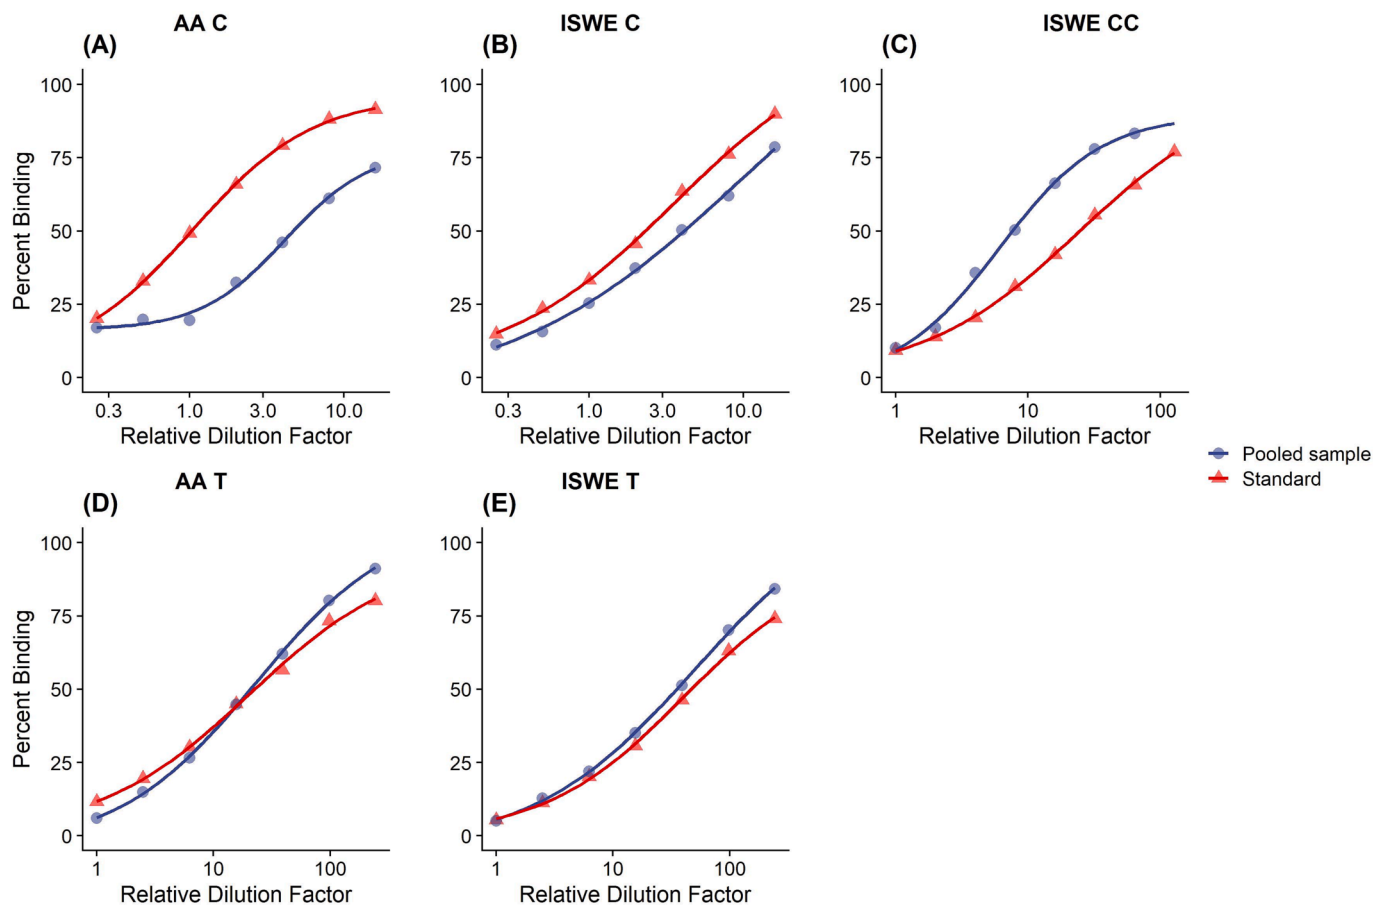 AA C
ISWE C
ISWE CC
(A)
(B)
(C)
Percent Binding
100
75
50
25
0
100
75
50
25
0
100
75
50
25
0
0.3 1.0 3.0 10.0
0.3 1.0 3.0 10.0
1 10 100
Relative Dilution Factor
Relative Dilution Factor
Relative Dilution Factor
Pooled sample
Standard
AA T
ISWE T
(D)
(E)
Percent Binding
100
75
50
25
0
100
75
50
25
0
1 10 100
1 10 100
Relative Dilution Factor
Relative Dilution Factor